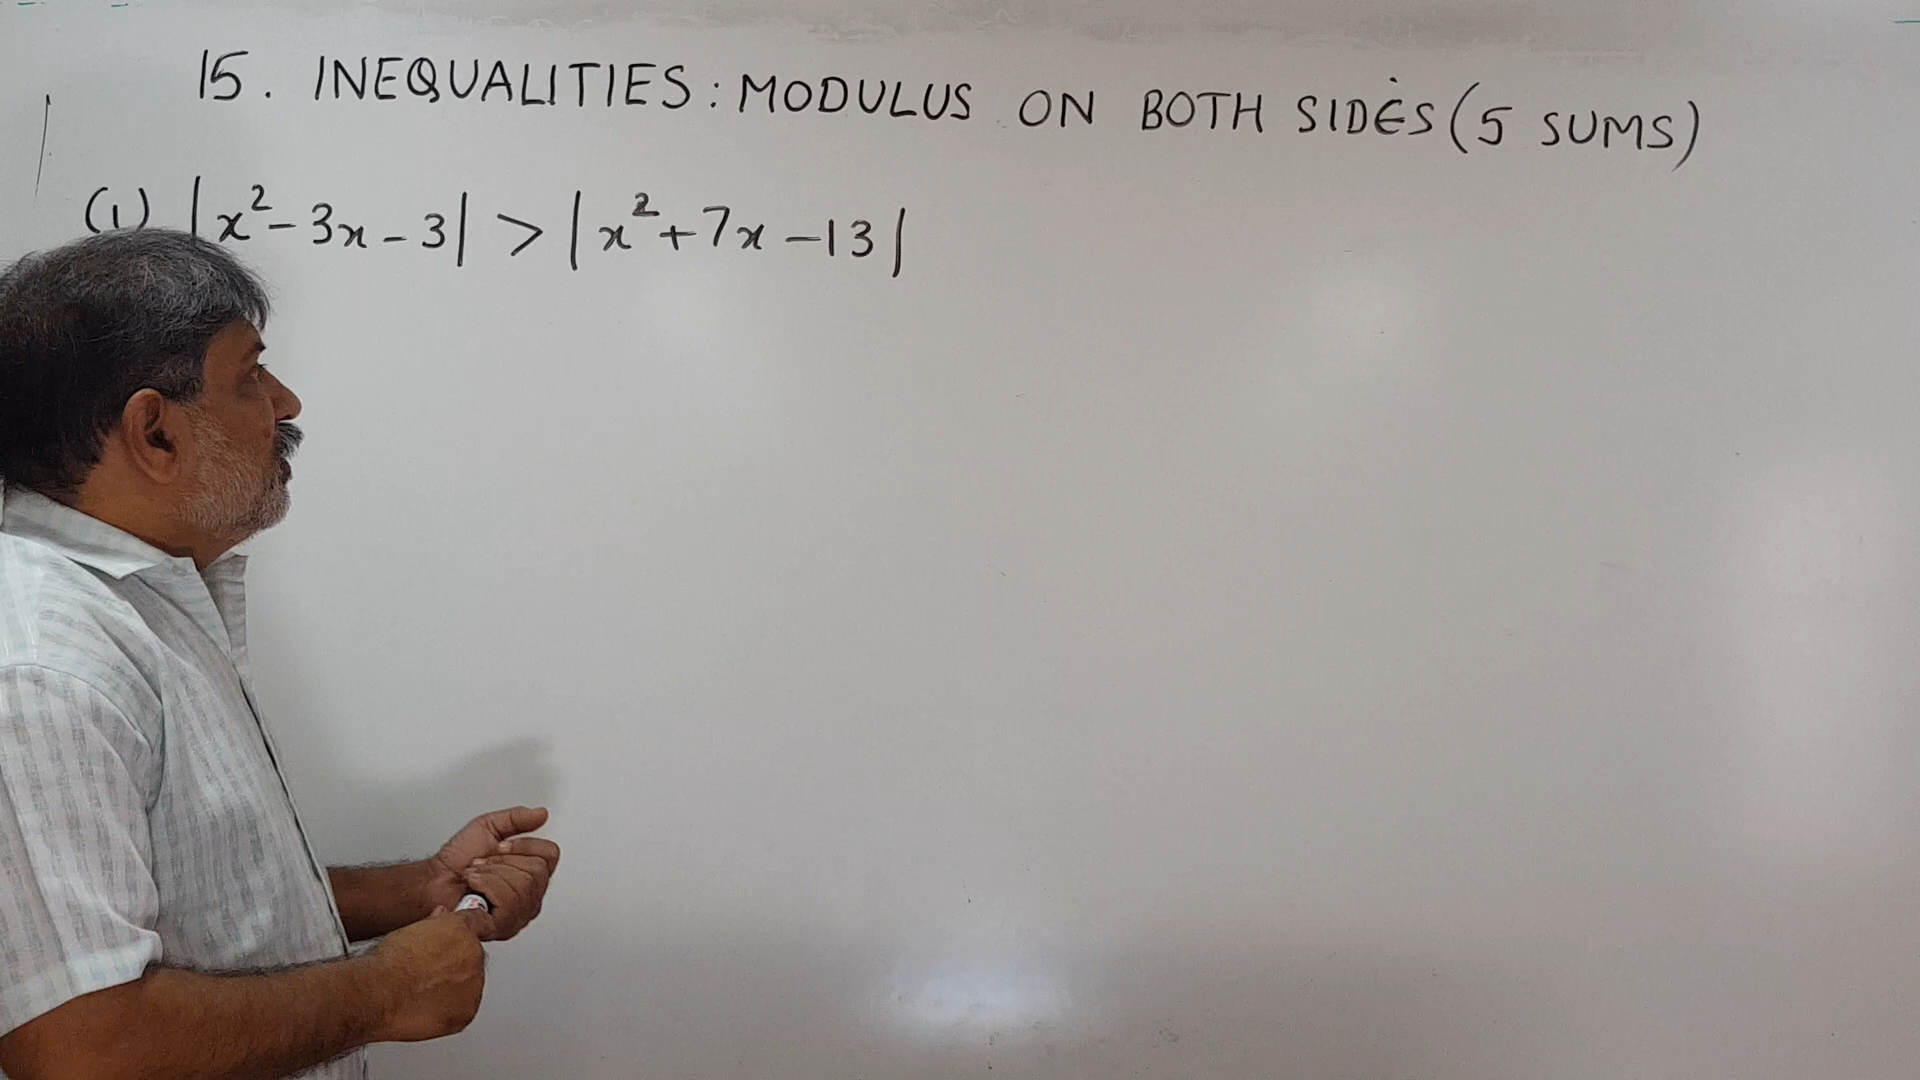 15. INEQUALITIES: MODULUS ON BOTH SIDES (5 SUMS)
(1) |x²-3x-3| > |x²+7x-13|